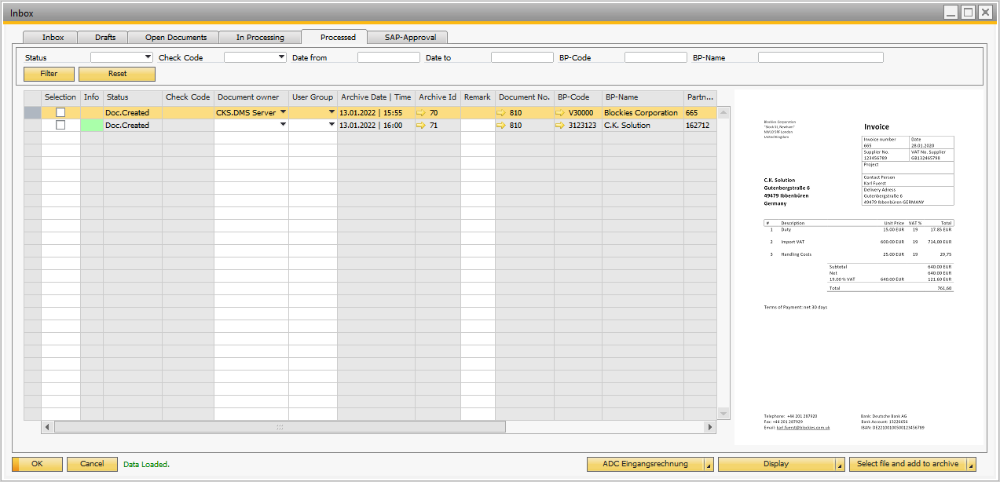 Inbox
Inbox Drafts Open Documents In Processing Processed SAP-Approval
Status Check Code Date from Date to BP-Code BP-Name
Filter Reset
Selection Info Status Check Code Document owner User Group Archive Date | Time Archive Id Remark Document No. BP-Code BP-Name Partn...
Doc.Created CKS.DMS Server 13.01.2022 | 15:55 70 810 V30000 Blockies Corporation 665
Doc.Created 13.01.2022 | 16:00 71 810 3123123 C.K. Solution 162712
Blockies Corporation
"Stock St, Newham"
NW10 5RF London
United Kingdom
Invoice
Invoice number Date
665 28.01.2020
Supplier No. VAT No. Supplier
123456789 GB132465798
Project
Contact Person
Karl Fuerst
Delivery Adress
Gutenbergstraße 6
49479 Ibbenbüren GERMANY
C.K. Solution
Gutenbergstraße 6
49479 Ibbenbüren
Germany
# Description Unit Price VAT % Total
1 Duty 15.00 EUR 19 17.85 EUR
2 Import VAT 600.00 EUR 19 714,00 EUR
3 Handling Costs 25.00 EUR 19 29,75
Subtotal 640.00 EUR
Net 640.00 EUR
19.00 % VAT 640.00 EUR 121.60 EUR
Total 761,60
Terms of Payment: net 30 days
Telephone: +44 201 287920 Bank: Deutsche Bank AG
Fax: +44 201 287929 Bank Account: 13226656
Email: karl.fuerst@blockies.com.uk IBAN: DE22100100500123456789
OK Cancel Data Loaded. ADC Eingangsrechnung Display Select file and add to archive